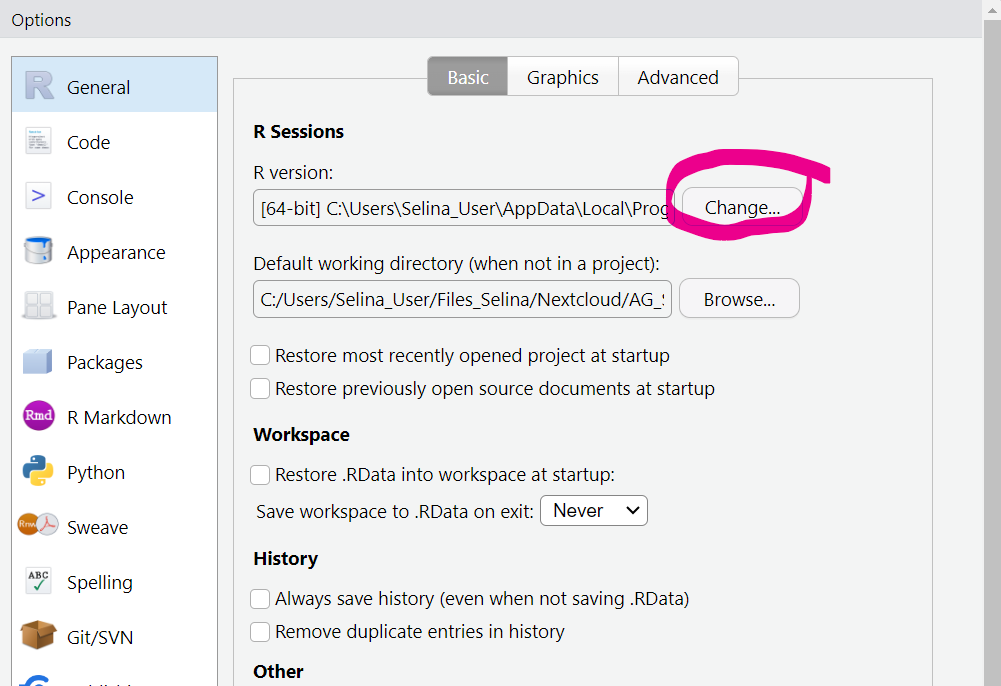 Options
General
Code
Console
Appearance
Pane Layout
Packages
R Markdown
Python
Sweave
Spelling
Git/SVN
Basic Graphics Advanced
R Sessions
R version:
[64-bit] C:\Users\Selina_User\AppData\Local\Prog Change...
Default working directory (when not in a project):
C:/Users/Selina_User/Files_Selina/Nextcloud/AG_ Browse...
Restore most recently opened project at startup
Restore previously open source documents at startup
Workspace
Restore .RData into workspace at startup:
Save workspace to .RData on exit: Never
History
Always save history (even when not saving .RData)
Remove duplicate entries in history
Other